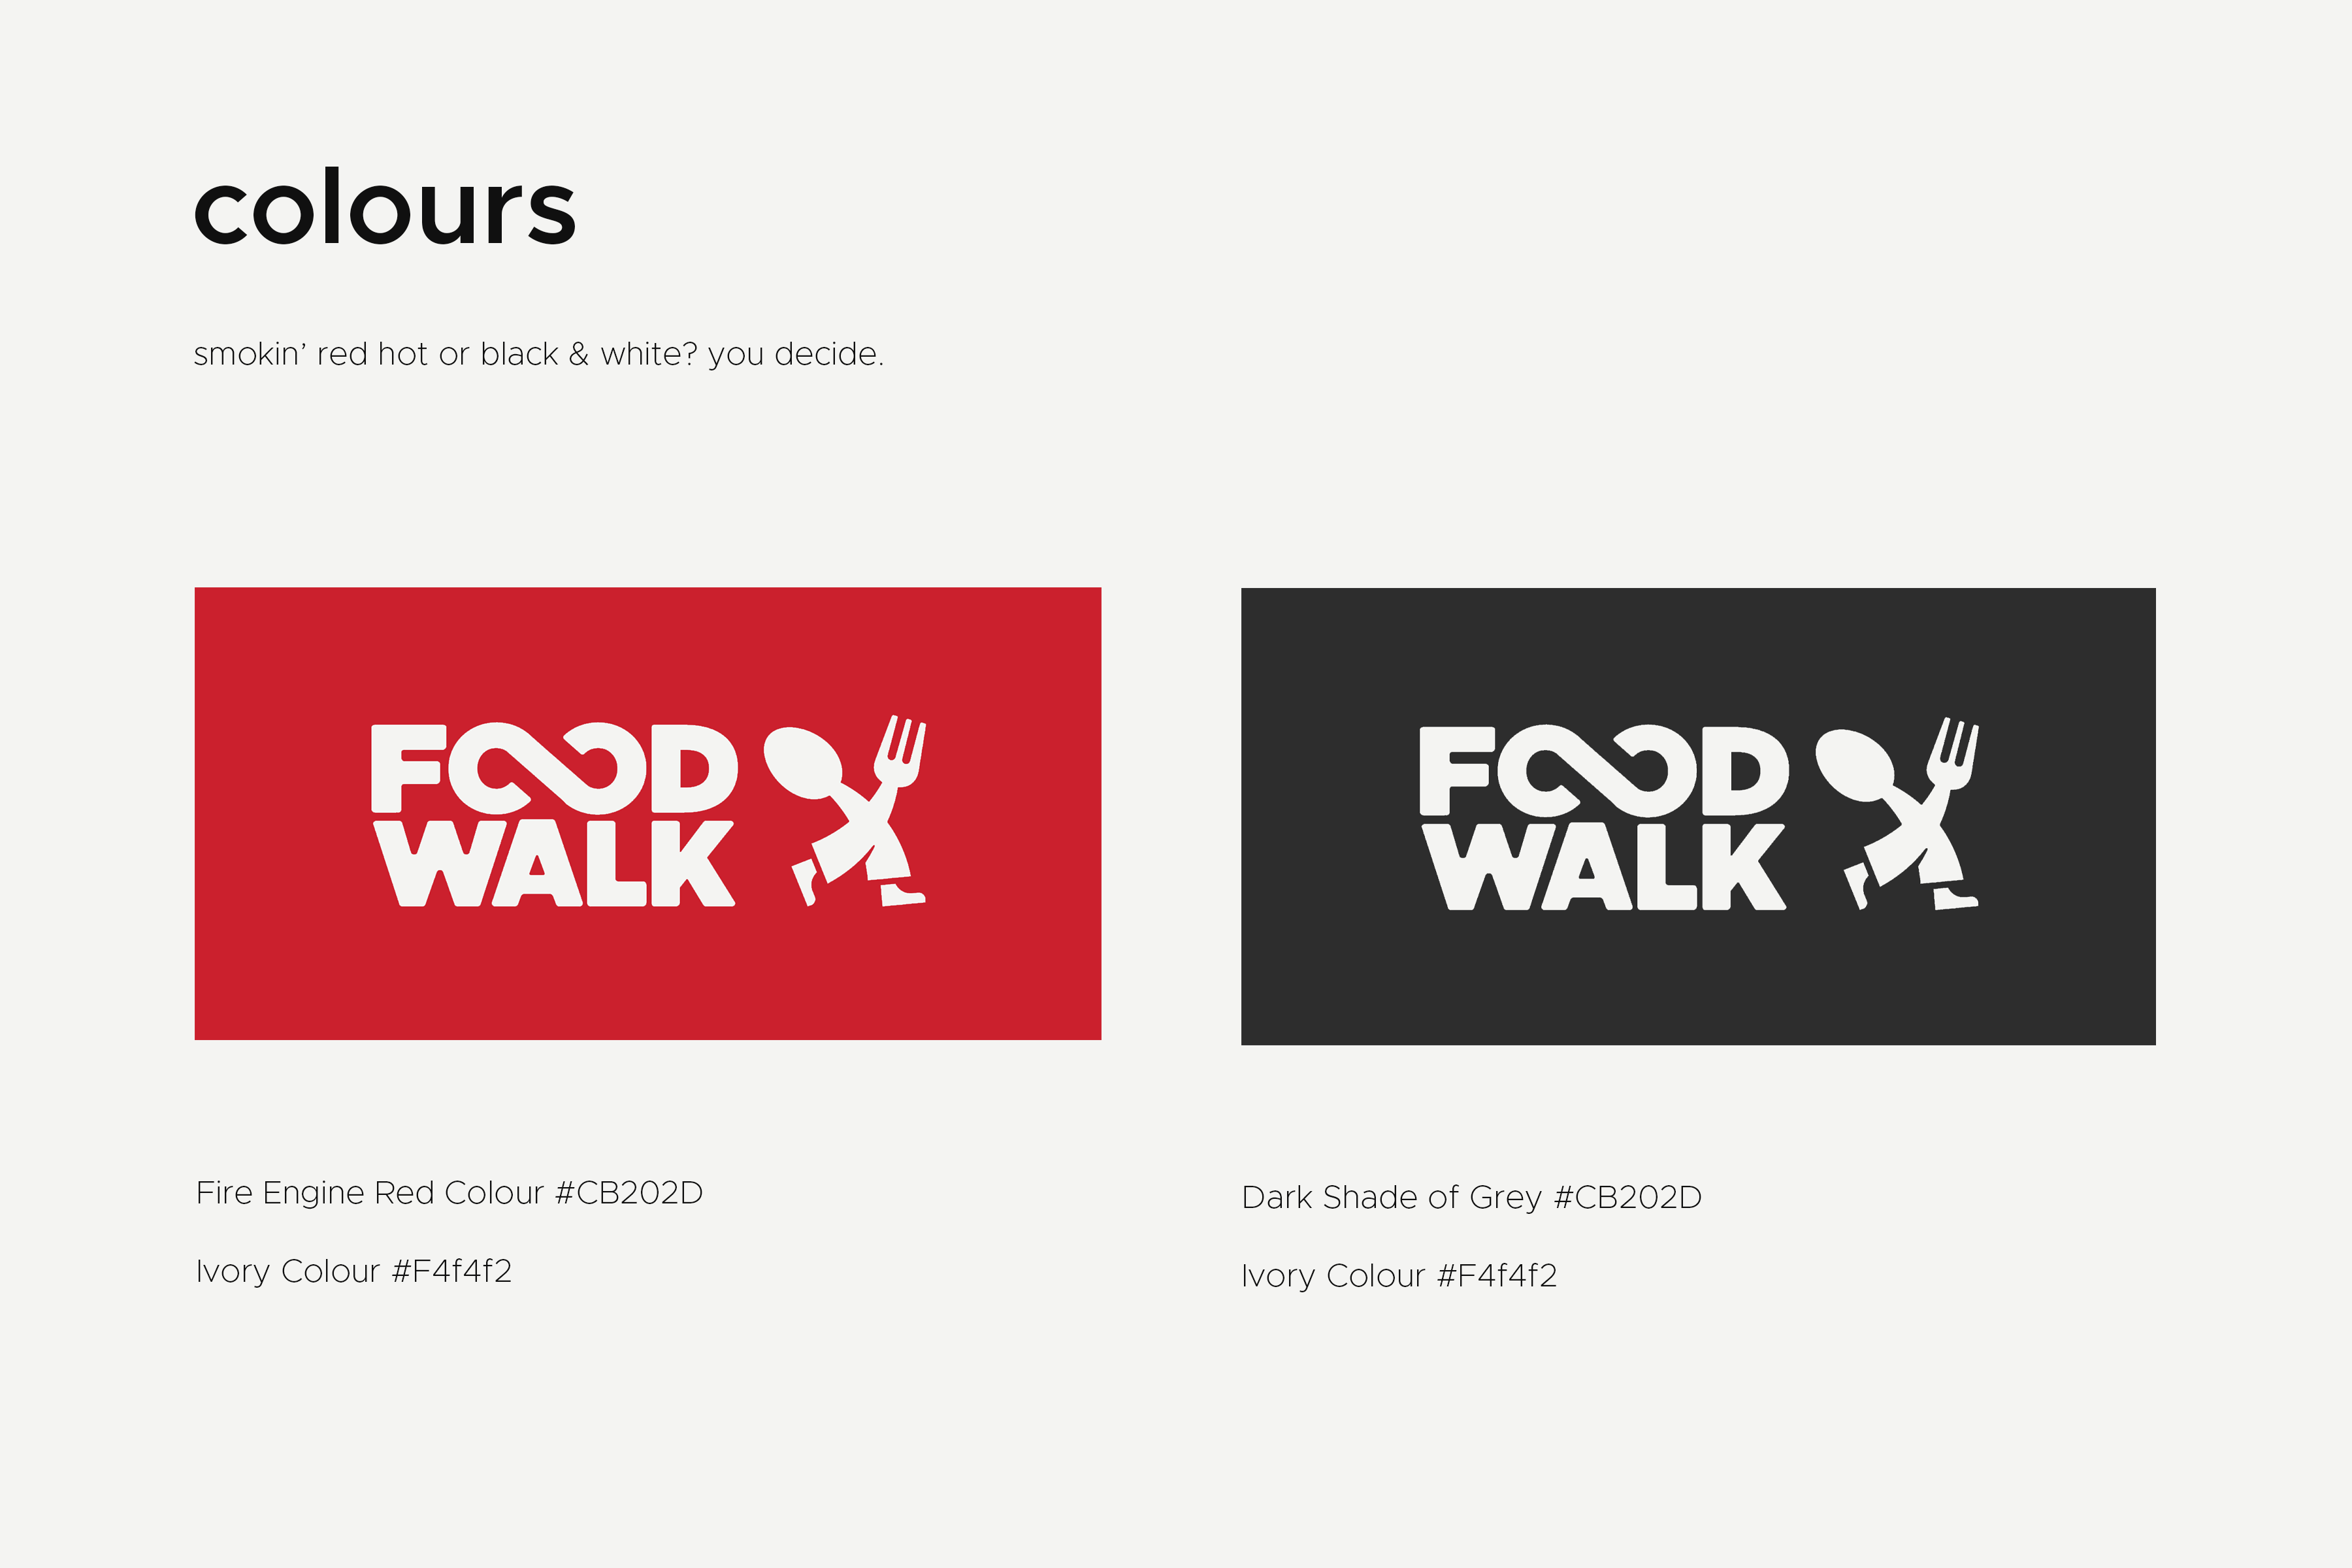 colours
smokin’ red hot or black & white? you decide.
FOOD
WALK
FOOD
WALK
Fire Engine Red Colour #CB202D
Ivory Colour #F4f4f2
Dark Shade of Grey #CB202D
Ivory Colour #F4f4f2